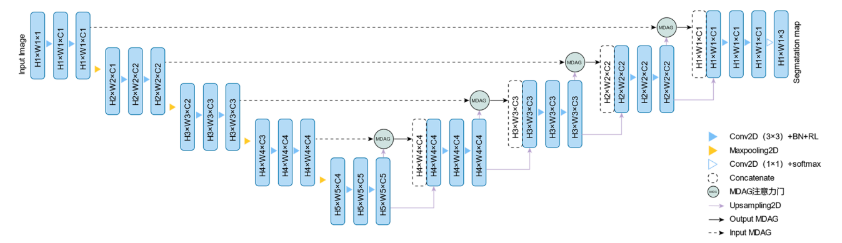 Input Image
H1×W1×1
H1×W1×C1
H1×W1×C1
H2×W2×C1
H2×W2×C2
H2×W2×C2
H3×W3×C2
H3×W3×C3
H3×W3×C3
H4×W4×C3
H4×W4×C4
H4×W4×C4
H5×W5×C4
H5×W5×C5
H5×W5×C5
MDAG
H4×W4×C4
H4×W4×C4
H4×W4×C4
H4×W4×C4
MDAG
H3×W3×C3
H3×W3×C3
H3×W3×C3
H3×W3×C3
MDAG
H2×W2×C2
H2×W2×C2
H2×W2×C2
H2×W2×C2
MDAG
H1×W1×C1
H1×W1×C1
H1×W1×C1
H1×W1×C1
H1×W1×3
Segmatation map
Conv2D (3×3) +BN+RL
Maxpooling2D
Conv2D (1×1) +softmax
Concatenate
MDAG注意力门
Upsampling2D
Output MDAG
Input MDAG